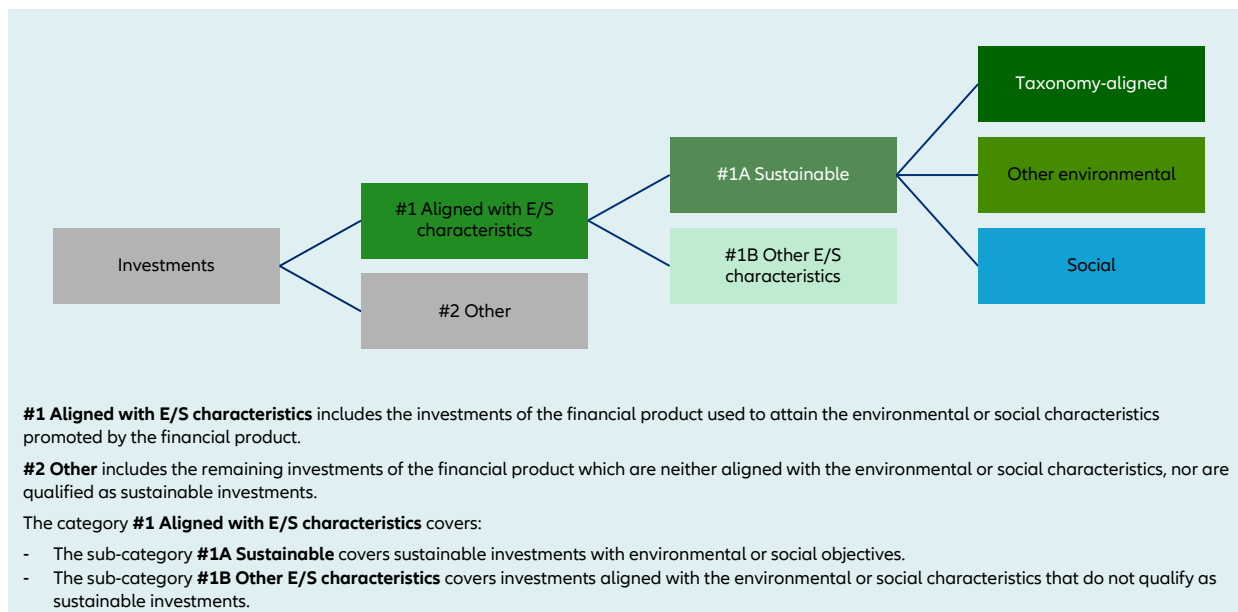 Taxonomy-aligned
#1A Sustainable
Other environmental
#1 Aligned with E/S
characteristics
Investments
#1B Other E/S
characteristics
Social
#2 Other
#1 Aligned with E/S characteristics includes the investments of the financial product used to attain the environmental or social characteristics
promoted by the financial product.
#2 Other includes the remaining investments of the financial product which are neither aligned with the environmental or social characteristics, nor are
qualified as sustainable investments.
The category #1 Aligned with E/S characteristics covers:
- The sub-category #1A Sustainable covers sustainable investments with environmental or social objectives.
- The sub-category #1B Other E/S characteristics covers investments aligned with the environmental or social characteristics that do not qualify as
sustainable investments.